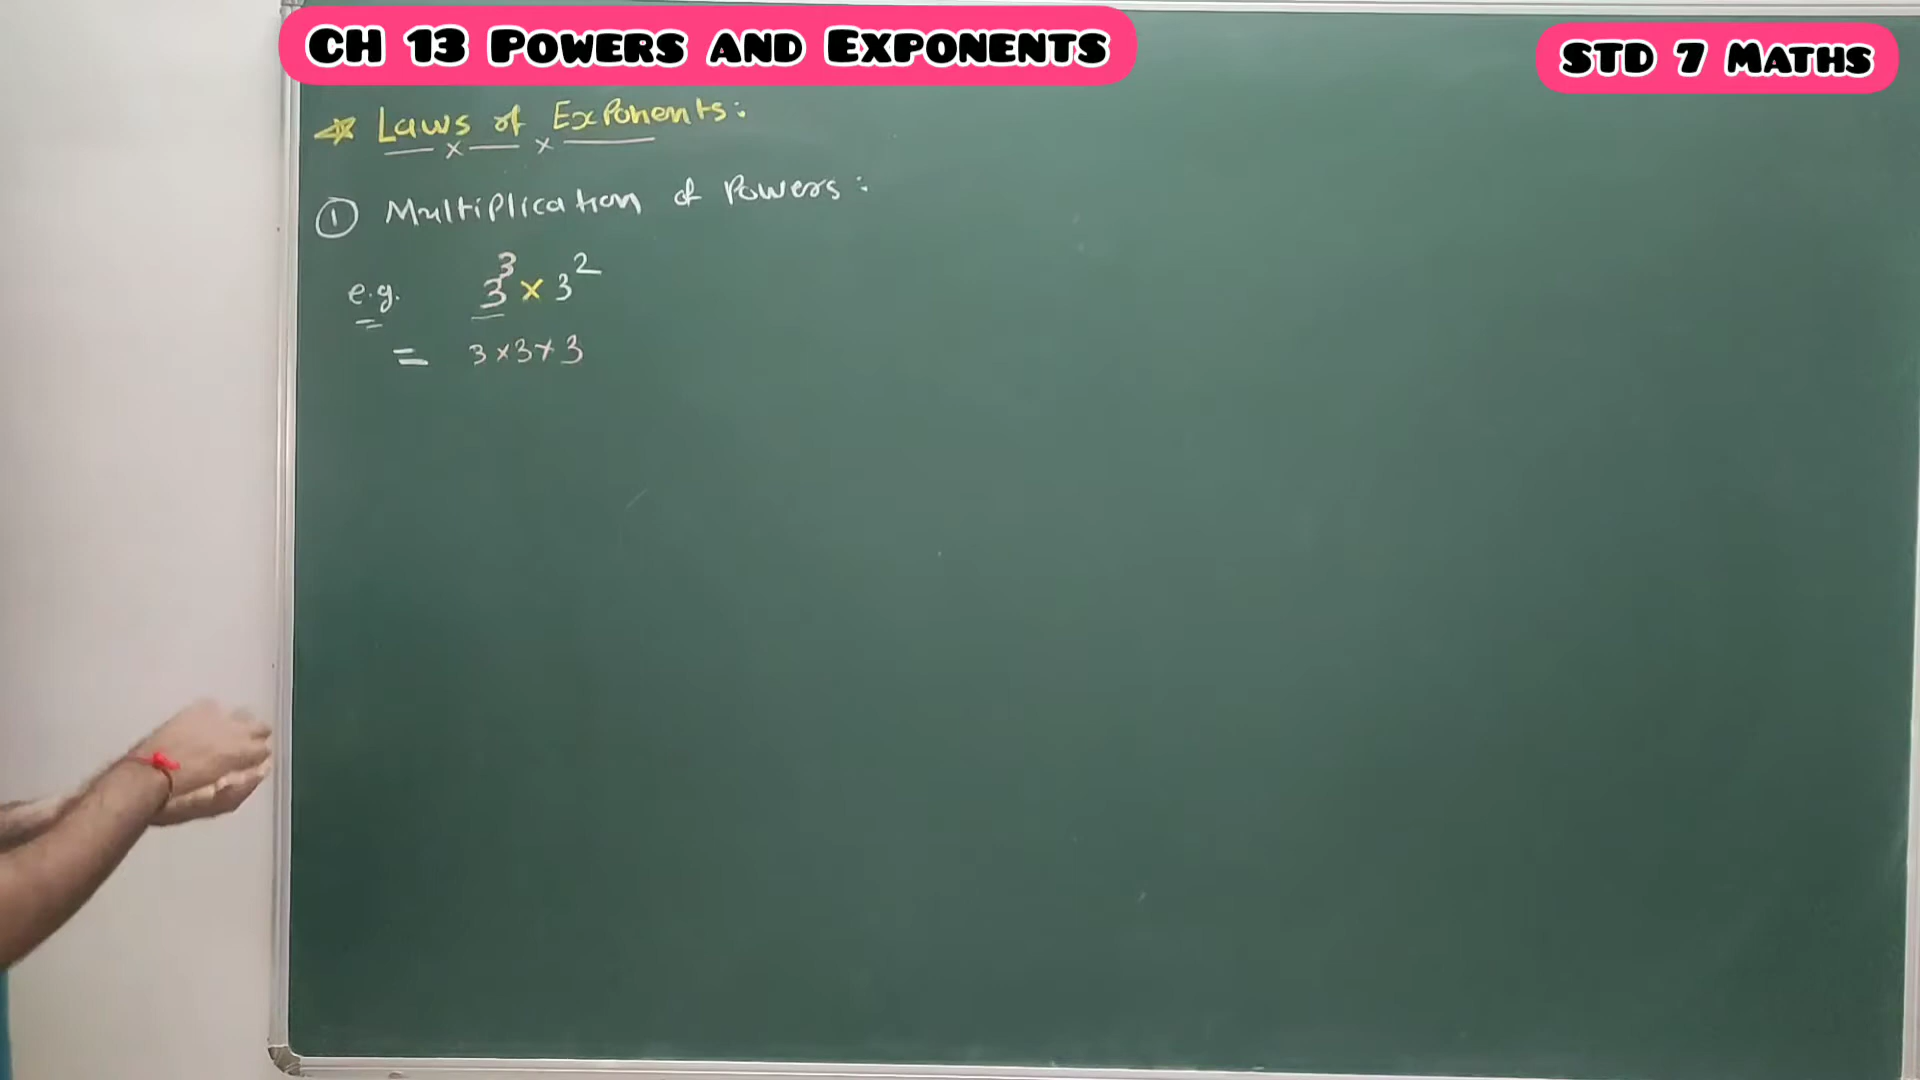 CH 13 POWERS AND EXPONENTS
STD 7 MATHS
☆ Laws of Exponents:
① Multiplication of Powers:
e.g. 3³ × 3²
= 3×3×3